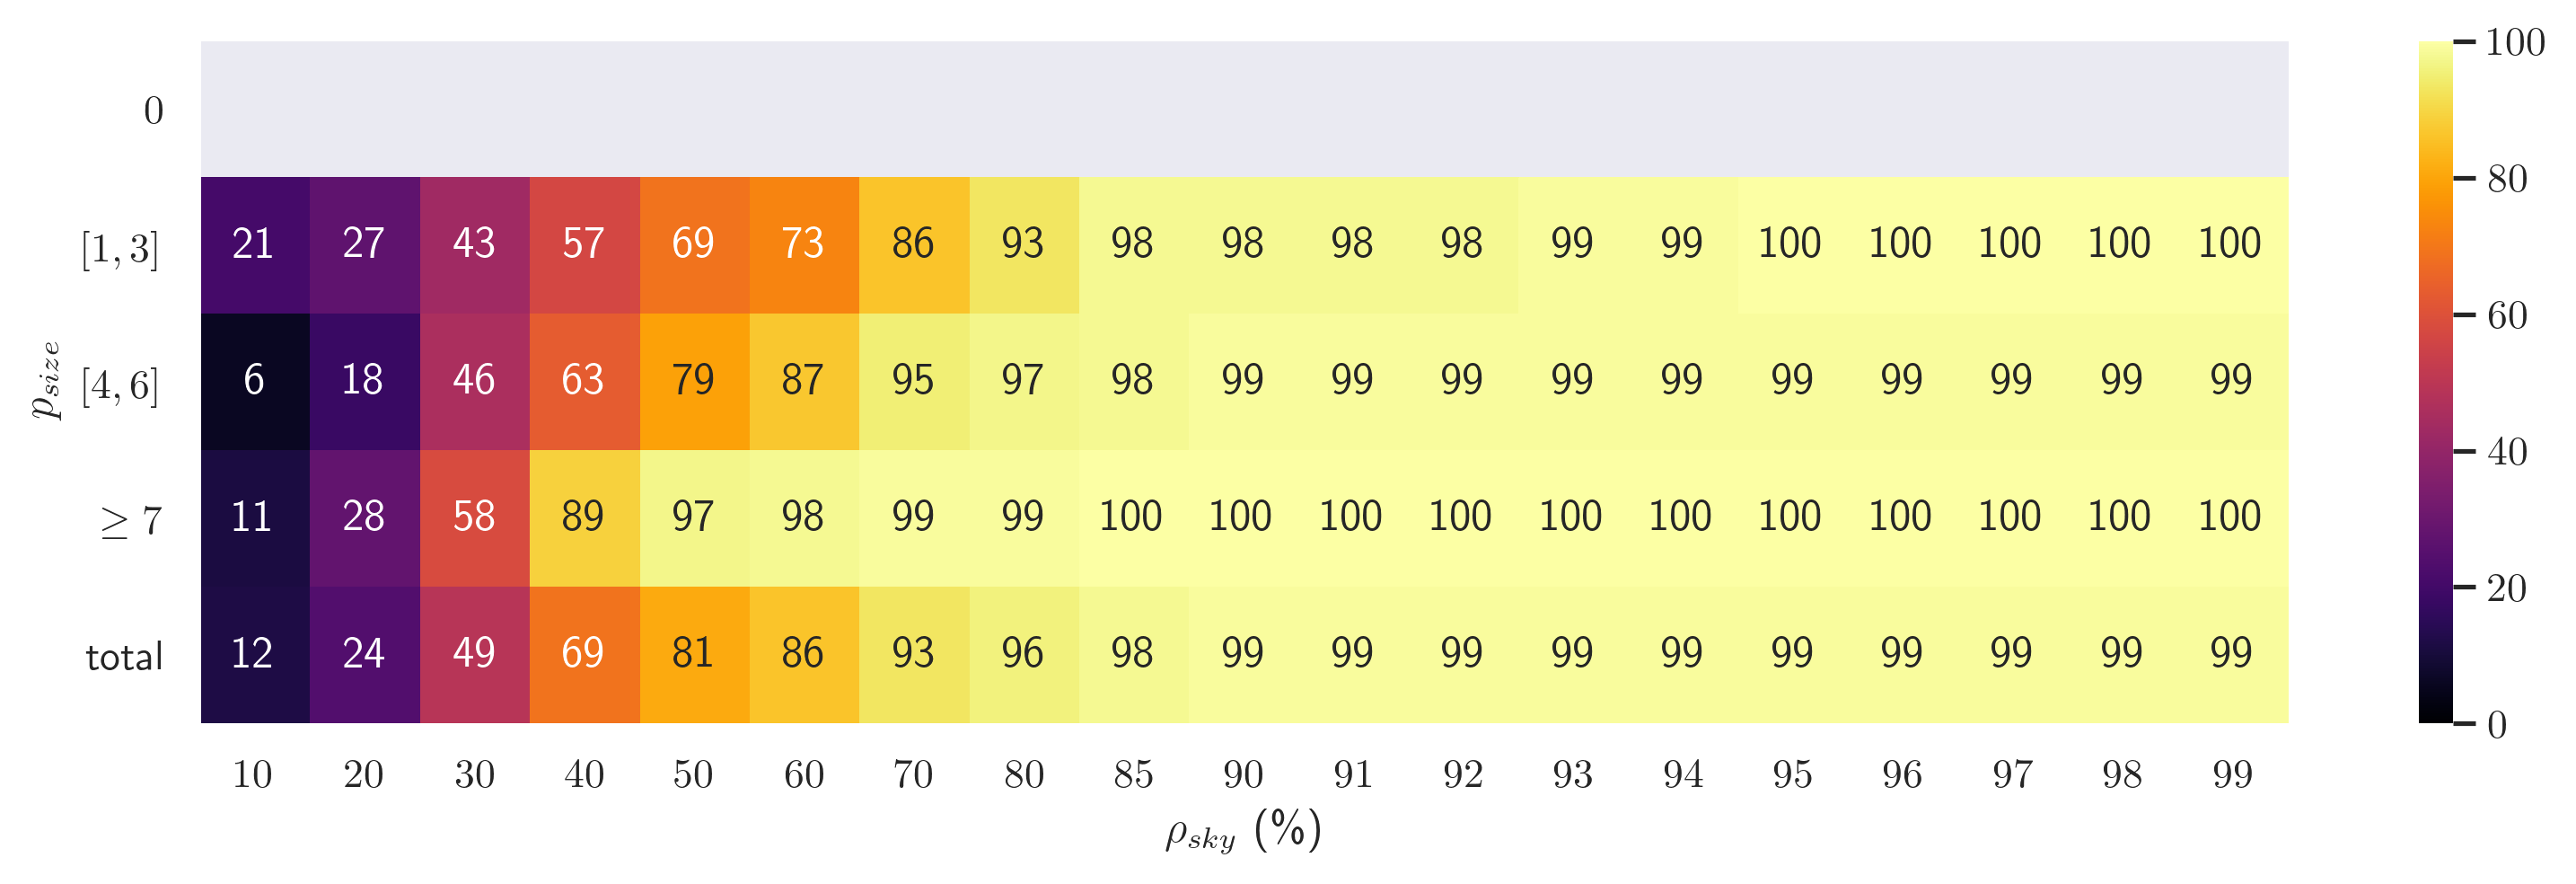 0
[1, 3] 21 27 43 57 69 73 86 93 98 98 98 98 99 99 100 100 100 100 100
[4, 6] 6 18 46 63 79 87 95 97 98 99 99 99 99 99 99 99 99 99 99
≥ 7 11 28 58 89 97 98 99 99 100 100 100 100 100 100 100 100 100 100 100
total 12 24 49 69 81 86 93 96 98 99 99 99 99 99 99 99 99 99 99
10 20 30 40 50 60 70 80 85 90 91 92 93 94 95 96 97 98 99
ρsky (%)
psize
100
80
60
40
20
0